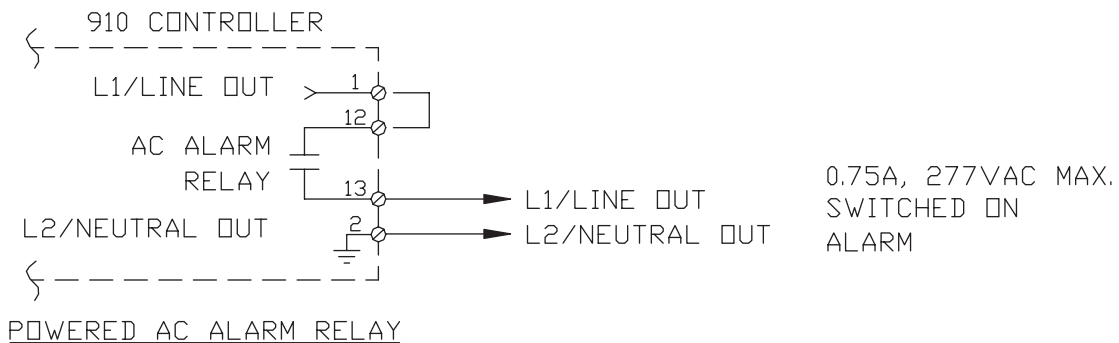 910 CONTROLLER
L1/LINE OUT
1
12
AC ALARM
RELAY
13
L1/LINE OUT
0.75A, 277VAC MAX.
SWITCHED ON
ALARM
L2/NEUTRAL OUT
2
L2/NEUTRAL OUT
POWERED AC ALARM RELAY